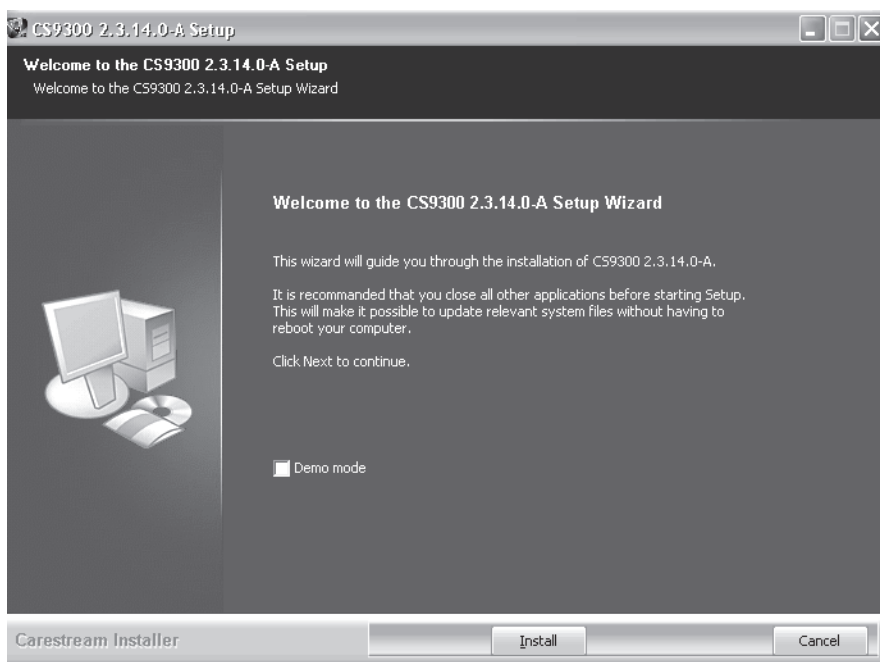 CS9300 2.3.14.0-A Setup
Welcome to the CS9300 2.3.14.0-A Setup
Welcome to the CS9300 2.3.14.0-A Setup Wizard
Welcome to the CS9300 2.3.14.0-A Setup Wizard
This wizard will guide you through the installation of CS9300 2.3.14.0-A.
It is recommanded that you close all other applications before starting Setup.
This will make it possible to update relevant system files without having to
reboot your computer.
Click Next to continue.
Demo mode
Carestream Installer
Install
Cancel